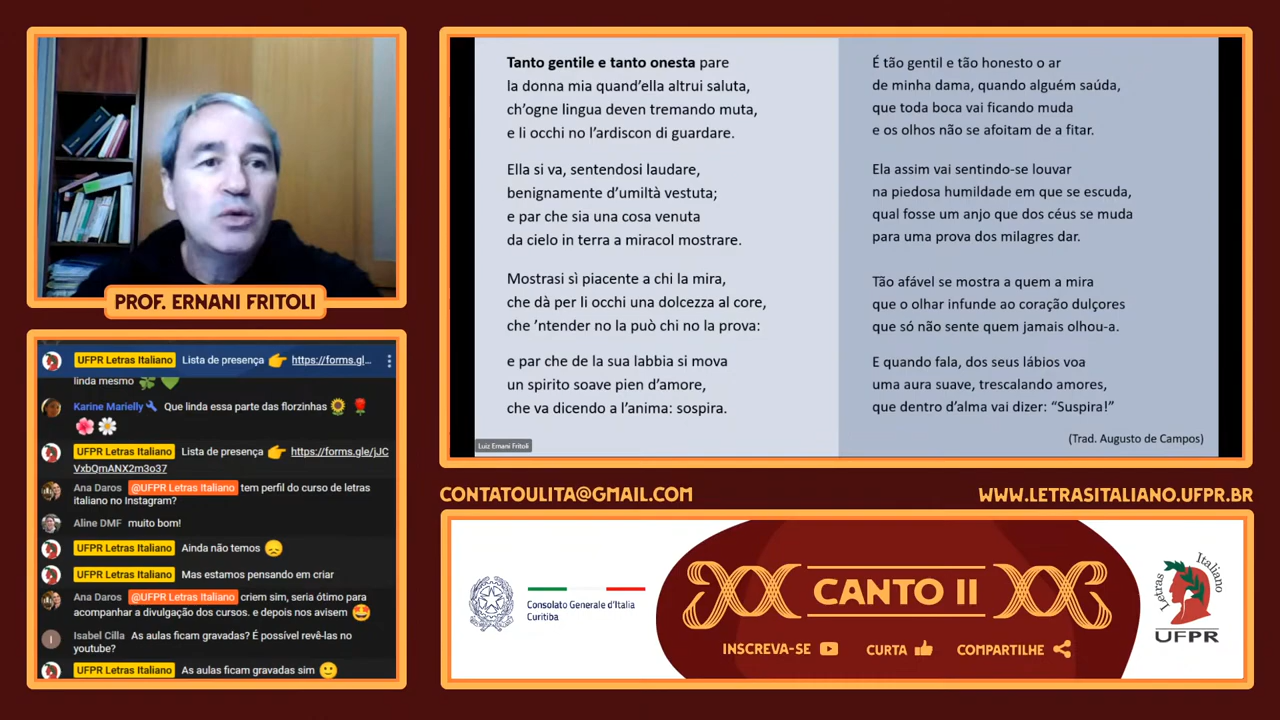 PROF. ERNANI FRITOLI
UFPR Letras Italiano Lista de presença https://forms.gl...
linda mesmo
Karine Marielly Que linda essa parte das florzinhas
UFPR Letras Italiano Lista de presença https://forms.gle/jJC
VxbQmANX2m3o37
Ana Daros @UFPR Letras Italiano tem perfil do curso de letras
italiano no Instagram?
Aline DMF muito bom!
UFPR Letras Italiano Ainda não temos
UFPR Letras Italiano Mas estamos pensando em criar
Ana Daros @UFPR Letras Italiano criem sim, seria ótimo para
acompanhar a divulgação dos cursos. e depois nos avisem
I Isabel Cilla As aulas ficam gravadas? É possível revê-las no
youtube?
UFPR Letras Italiano As aulas ficam gravadas sim
Tanto gentile e tanto onesta pare
la donna mia quand'ella altrui saluta,
ch'ogne lingua deven tremando muta,
e li occhi no l'ardiscon di guardare.
Ella si va, sentendosi laudare,
benignamente d'umiltà vestuta;
e par che sia una cosa venuta
da cielo in terra a miracol mostrare.
Mostrasi sì piacente a chi la mira,
che dà per li occhi una dolcezza al core,
che 'ntender no la può chi no la prova:
e par che de la sua labbia si mova
un spirito soave pien d'amore,
che va dicendo a l'anima: sospira.
Luiz Ernani Fritoli
É tão gentil e tão honesto o ar
de minha dama, quando alguém saúda,
que toda boca vai ficando muda
e os olhos não se afoitam de a fitar.
Ela assim vai sentindo-se louvar
na piedosa humildade em que se escuda,
qual fosse um anjo que dos céus se muda
para uma prova dos milagres dar.
Tão afável se mostra a quem a mira
que o olhar infunde ao coração dulçores
que só não sente quem jamais olhou-a.
E quando fala, dos seus lábios voa
uma aura suave, trescalando amores,
que dentro d'alma vai dizer: “Suspira!”
(Trad. Augusto de Campos)
CONTATOULITA@GMAIL.COM
WWW.LETRASITALIANO.UFPR.BR
Consolato Generale d'Italia
Curitiba
CANTO II
INSCREVA-SE
CURTA
COMPARTILHE
Letras Italiano
UFPR